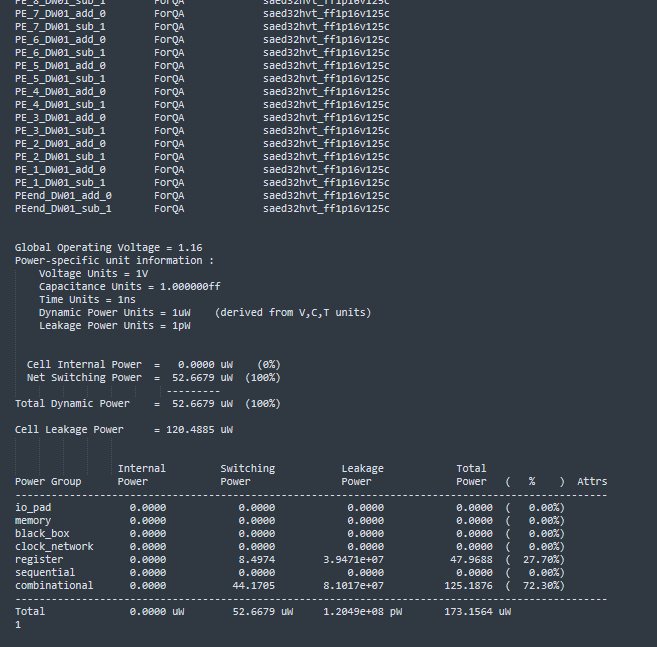 PE_8_DW01_sub_1        ForQA             saed32hvt_ff1p16v125c
PE_7_DW01_add_0        ForQA             saed32hvt_ff1p16v125c
PE_7_DW01_sub_1        ForQA             saed32hvt_ff1p16v125c
PE_6_DW01_add_0        ForQA             saed32hvt_ff1p16v125c
PE_6_DW01_sub_1        ForQA             saed32hvt_ff1p16v125c
PE_5_DW01_add_0        ForQA             saed32hvt_ff1p16v125c
PE_5_DW01_sub_1        ForQA             saed32hvt_ff1p16v125c
PE_4_DW01_add_0        ForQA             saed32hvt_ff1p16v125c
PE_4_DW01_sub_1        ForQA             saed32hvt_ff1p16v125c
PE_3_DW01_add_0        ForQA             saed32hvt_ff1p16v125c
PE_3_DW01_sub_1        ForQA             saed32hvt_ff1p16v125c
PE_2_DW01_add_0        ForQA             saed32hvt_ff1p16v125c
PE_2_DW01_sub_1        ForQA             saed32hvt_ff1p16v125c
PE_1_DW01_add_0        ForQA             saed32hvt_ff1p16v125c
PE_1_DW01_sub_1        ForQA             saed32hvt_ff1p16v125c
PEend_DW01_add_0       ForQA             saed32hvt_ff1p16v125c
PEend_DW01_sub_1       ForQA             saed32hvt_ff1p16v125c
Global Operating Voltage = 1.16
Power-specific unit information :
    Voltage Units = 1V
    Capacitance Units = 1.000000ff
    Time Units = 1ns
    Dynamic Power Units = 1uW    (derived from V,C,T units)
    Leakage Power Units = 1pW
  Cell Internal Power  =   0.0000 uW    (0%)
  Net Switching Power  =  52.6679 uW  (100%)
                         ---------
Total Dynamic Power    =  52.6679 uW  (100%)
Cell Leakage Power     = 120.4885 uW
                 Internal         Switching           Leakage            Total
Power Group      Power            Power               Power              Power   (   %    )  Attrs
--------------------------------------------------------------------------------------------------
io_pad             0.0000            0.0000            0.0000            0.0000  (   0.00%)
memory             0.0000            0.0000            0.0000            0.0000  (   0.00%)
black_box          0.0000            0.0000            0.0000            0.0000  (   0.00%)
clock_network      0.0000            0.0000            0.0000            0.0000  (   0.00%)
register           0.0000            8.4974        3.9471e+07           47.9688  (  27.70%)
sequential         0.0000            0.0000            0.0000            0.0000  (   0.00%)
combinational      0.0000           44.1705        8.1017e+07          125.1876  (  72.30%)
--------------------------------------------------------------------------------------------------
Total              0.0000 uW        52.6679 uW     1.2049e+08 pW       173.1564 uW
1